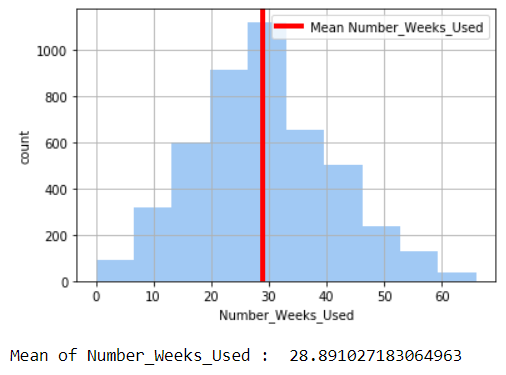 Mean Number_Weeks_Used
1000
800
600
400
200
0
count
0 10 20 30 40 50 60
Number_Weeks_Used
Mean of Number_Weeks_Used :  28.891027183064963